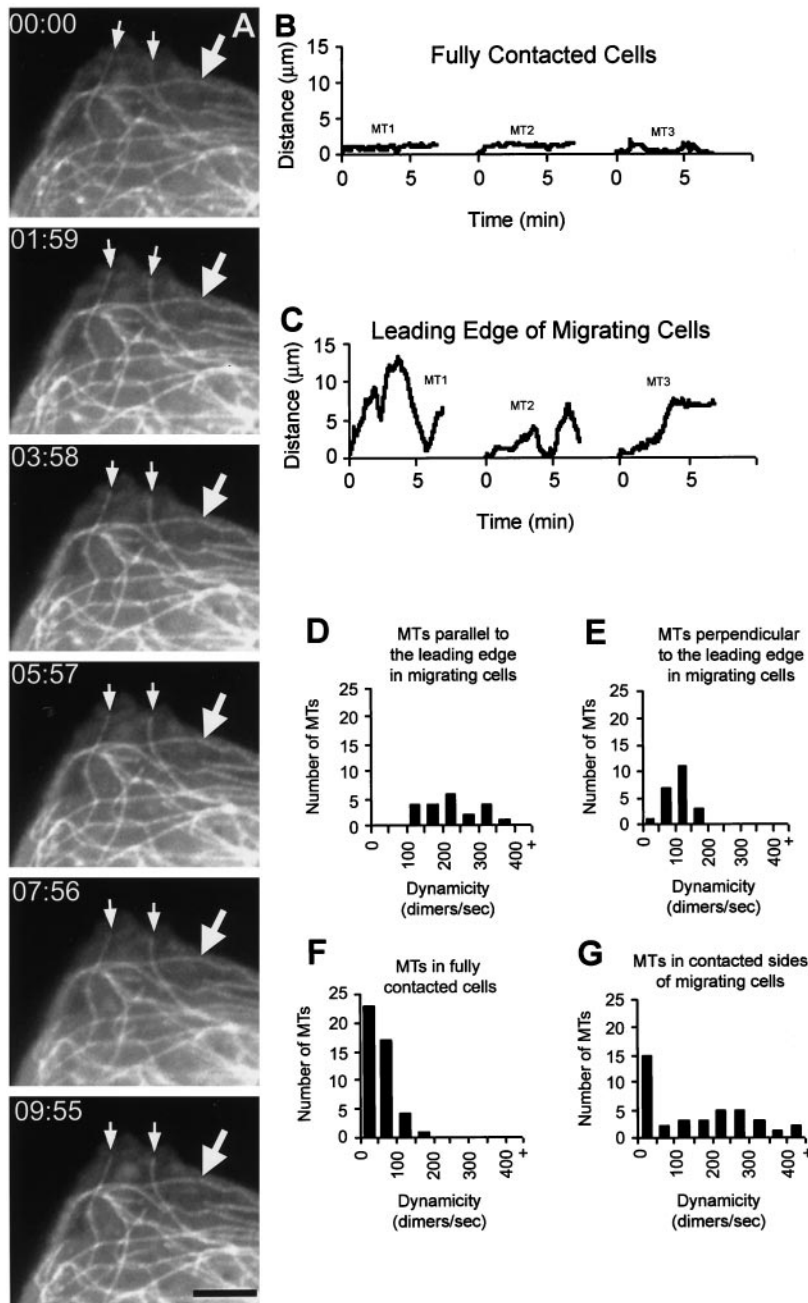 A
00:00
01:59
03:58
05:57
07:56
09:55
B
Fully Contacted Cells
Distance (μm)
15
10
5
0
MT1
MT2
MT3
0 5 0 5 0 5
Time (min)
C
Leading Edge of Migrating Cells
Distance (μm)
15
10
5
0
MT1
MT2
MT3
0 5 0 5 0 5
Time (min)
D
MTs parallel to
the leading edge
in migrating cells
Number of MTs
25
20
15
10
5
0
0 100 200 300 400 +
Dynamicity
(dimers/sec)
E
MTs perpendicular
to the leading edge
in migrating cells
Number of MTs
25
20
15
10
5
0
0 100 200 300 400 +
Dynamicity
(dimers/sec)
F
MTs in fully
contacted cells
Number of MTs
25
20
15
10
5
0
0 100 200 300 400 +
Dynamicity
(dimers/sec)
G
MTs in contacted sides
of migrating cells
Number of MTs
25
20
15
10
5
0
0 100 200 300 400 +
Dynamicity
(dimers/sec)